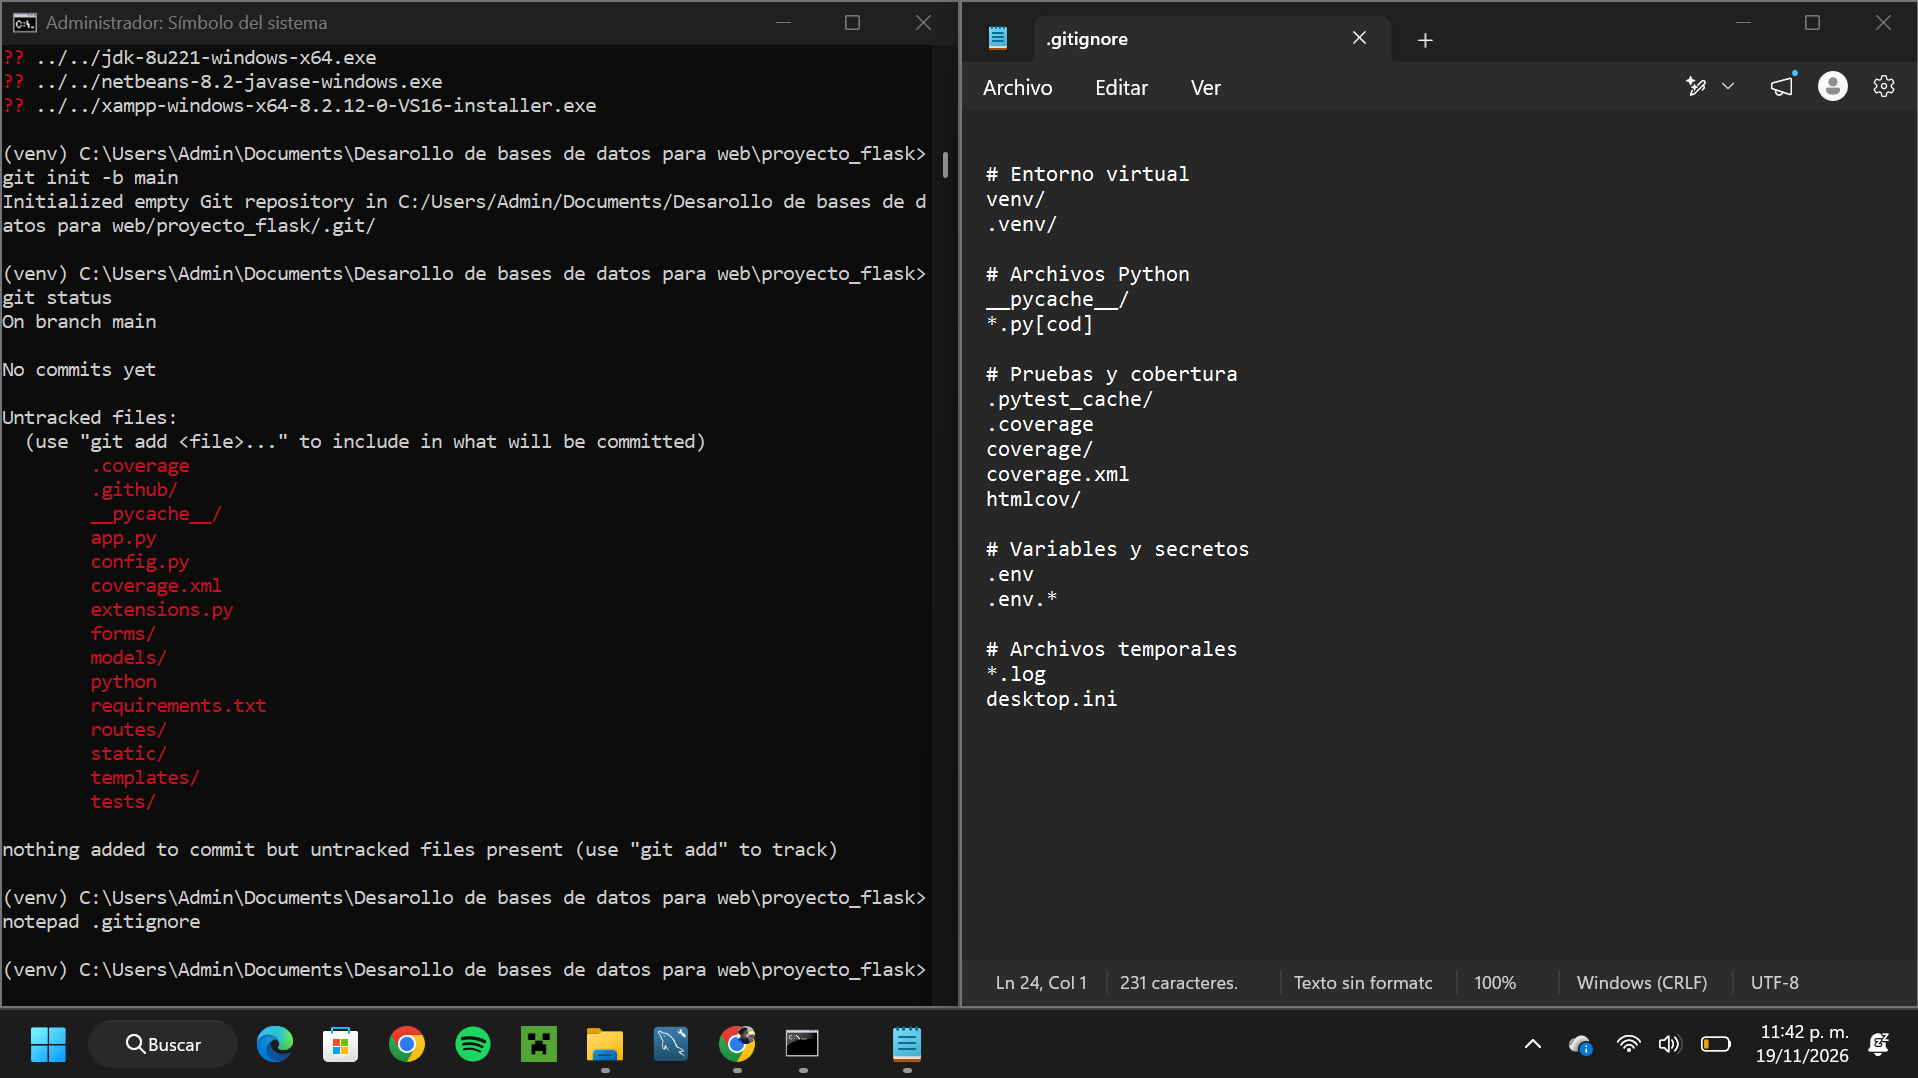 Administrador: Símbolo del sistema
?? ../../jdk-8u221-windows-x64.exe
?? ../../netbeans-8.2-javase-windows.exe
?? ../../xampp-windows-x64-8.2.12-0-VS16-installer.exe
(venv) C:\Users\Admin\Documents\Desarollo de bases de datos para web\proyecto_flask>
git init -b main
Initialized empty Git repository in C:/Users/Admin/Documents/Desarollo de bases de d
atos para web/proyecto_flask/.git/
(venv) C:\Users\Admin\Documents\Desarollo de bases de datos para web\proyecto_flask>
git status
On branch main
No commits yet
Untracked files:
(use "git add <file>..." to include in what will be committed)
.coverage
.github/
__pycache__/
app.py
config.py
coverage.xml
extensions.py
forms/
models/
python
requirements.txt
routes/
static/
templates/
tests/
nothing added to commit but untracked files present (use "git add" to track)
(venv) C:\Users\Admin\Documents\Desarollo de bases de datos para web\proyecto_flask>
notepad .gitignore
(venv) C:\Users\Admin\Documents\Desarollo de bases de datos para web\proyecto_flask>
.gitignore
Archivo Editar Ver
# Entorno virtual
venv/
.venv/
# Archivos Python
__pycache__/
*.py[cod]
# Pruebas y cobertura
.pytest_cache/
.coverage
coverage/
coverage.xml
htmlcov/
# Variables y secretos
.env
.env.*
# Archivos temporales
*.log
desktop.ini
Ln 24, Col 1 231 caracteres. Texto sin formatc 100% Windows (CRLF) UTF-8
Buscar
11:42 p. m.
19/11/2026